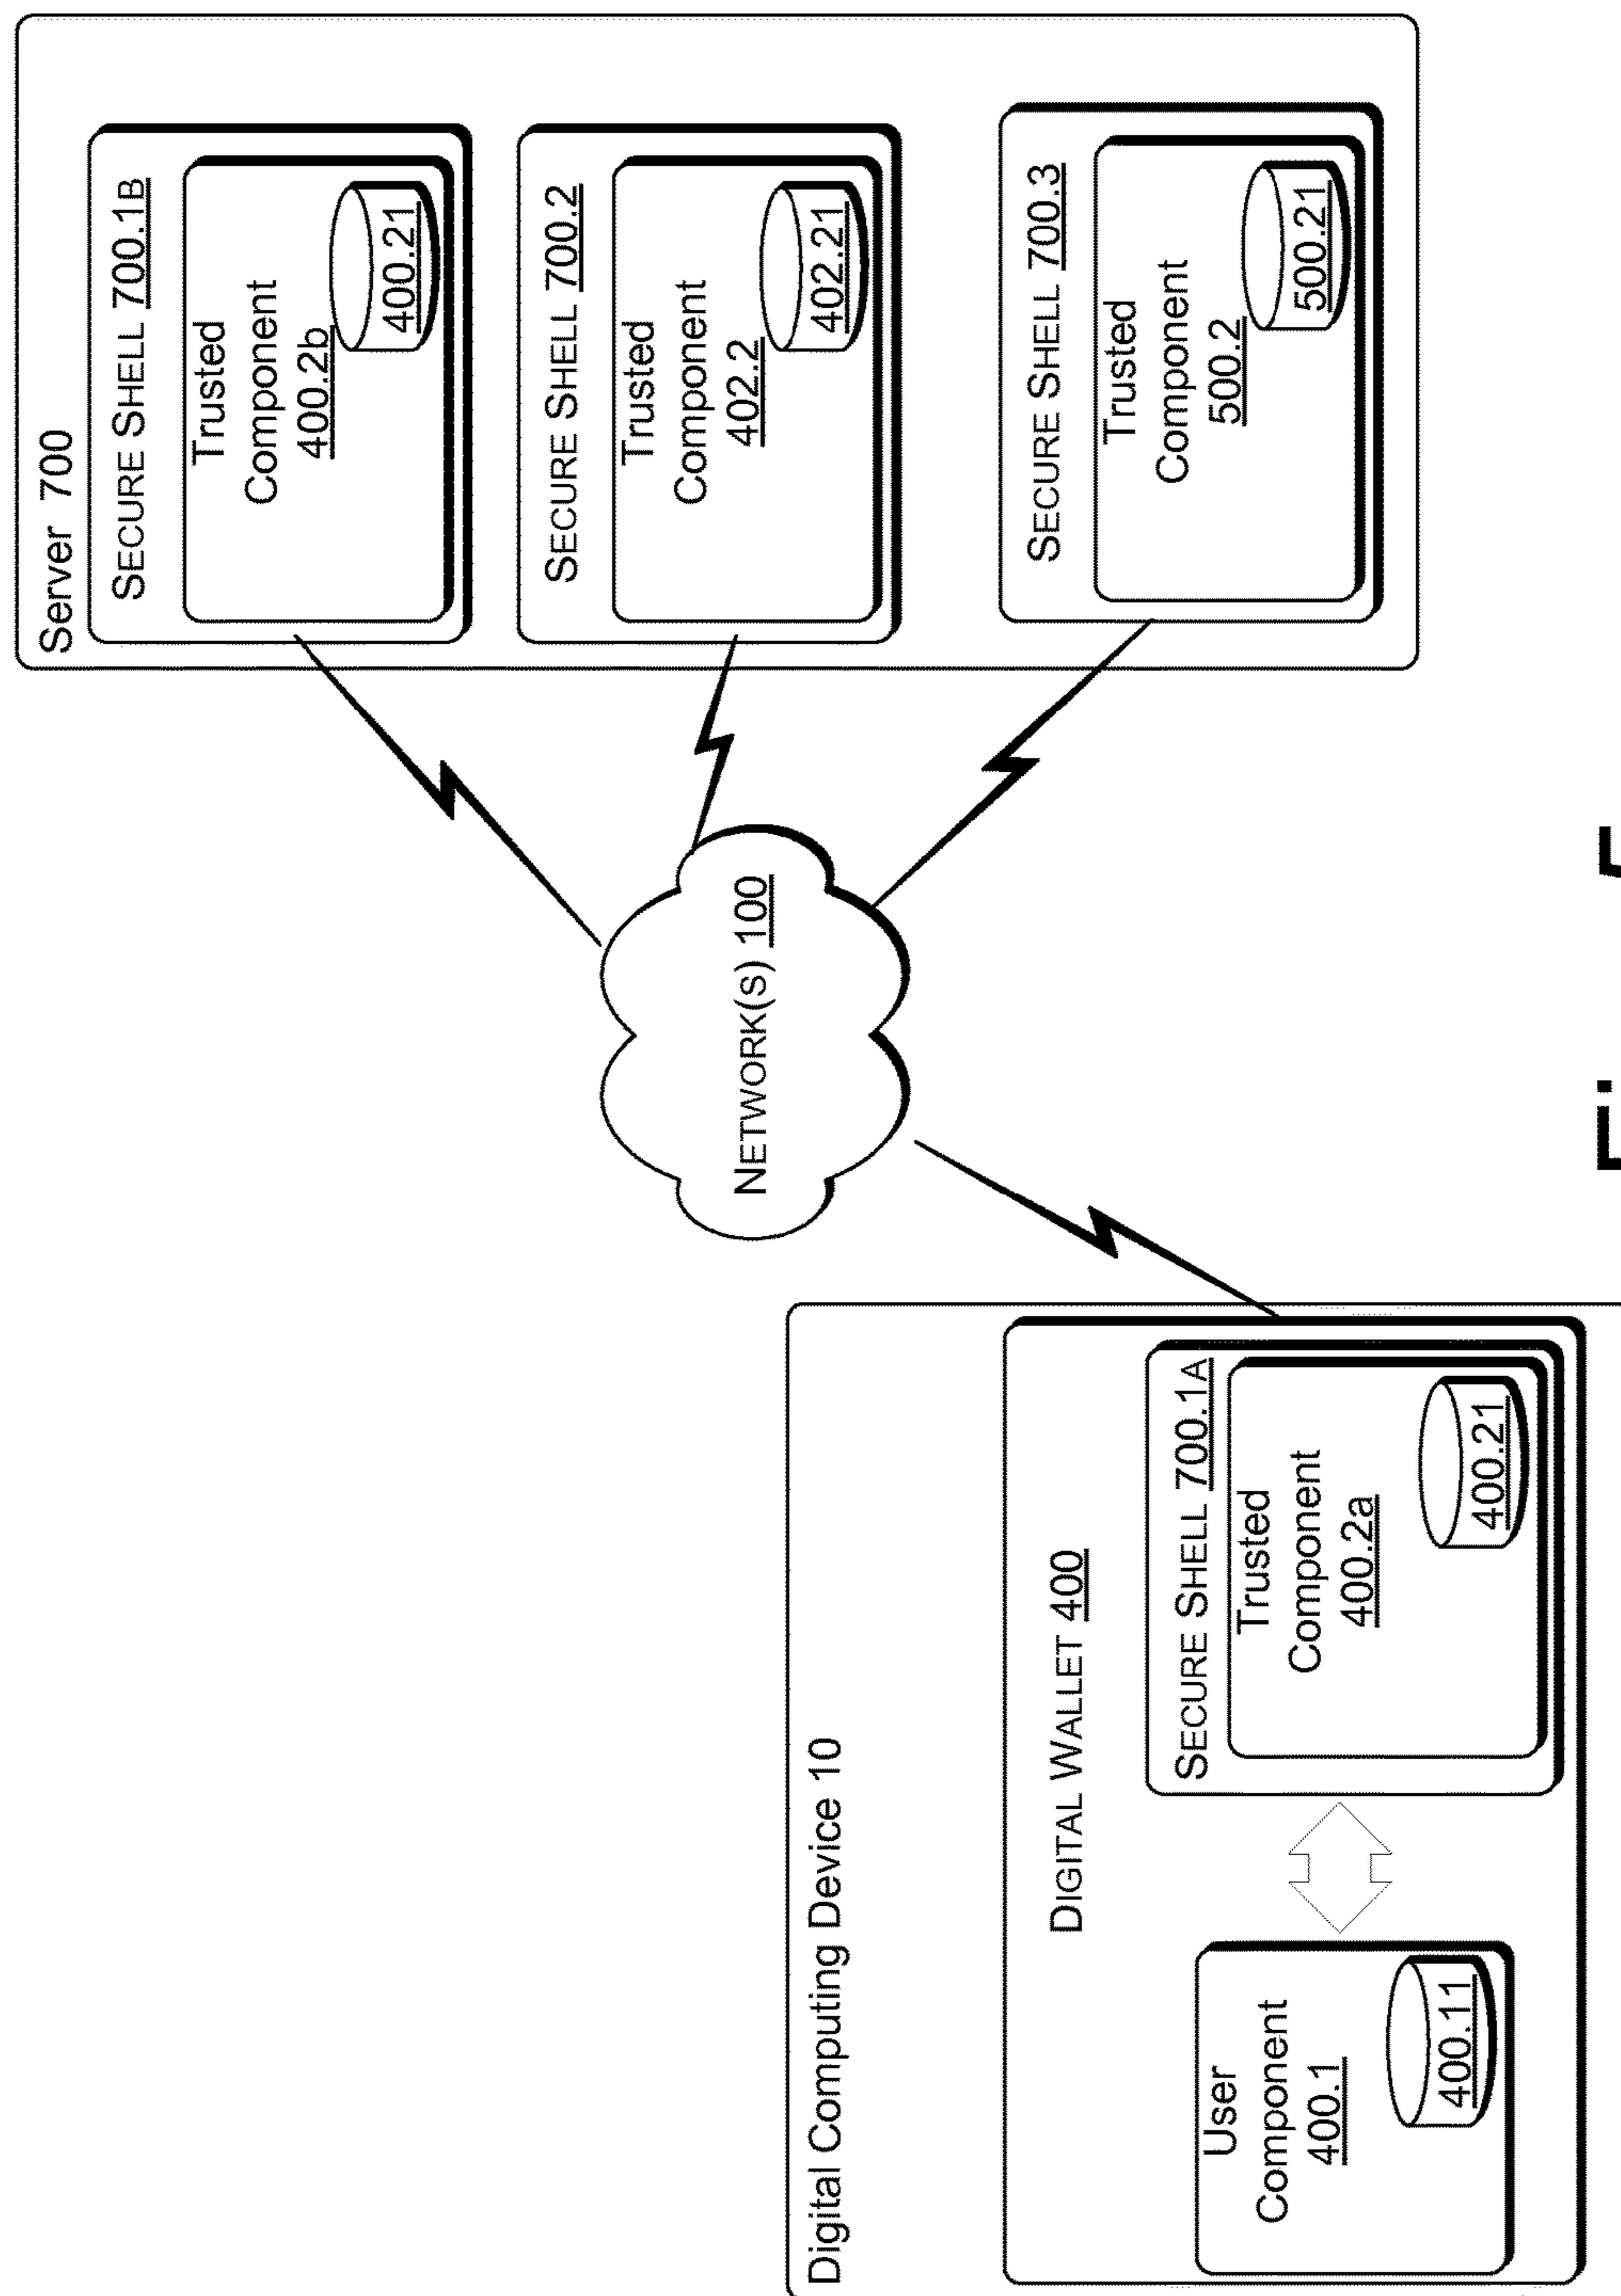 Server 700
SECURE SHELL 700.1B
Trusted
Component
400.2b
400.21
SECURE SHELL 700.2
Trusted
Component
402.2
402.21
SECURE SHELL 700.3
Trusted
Component
500.2
500.21
NETWORK(S) 100
Digital Computing Device 10
DIGITAL WALLET 400
SECURE SHELL 700.1A
Trusted
Component
400.2a
400.21
User
Component
400.1
400.11